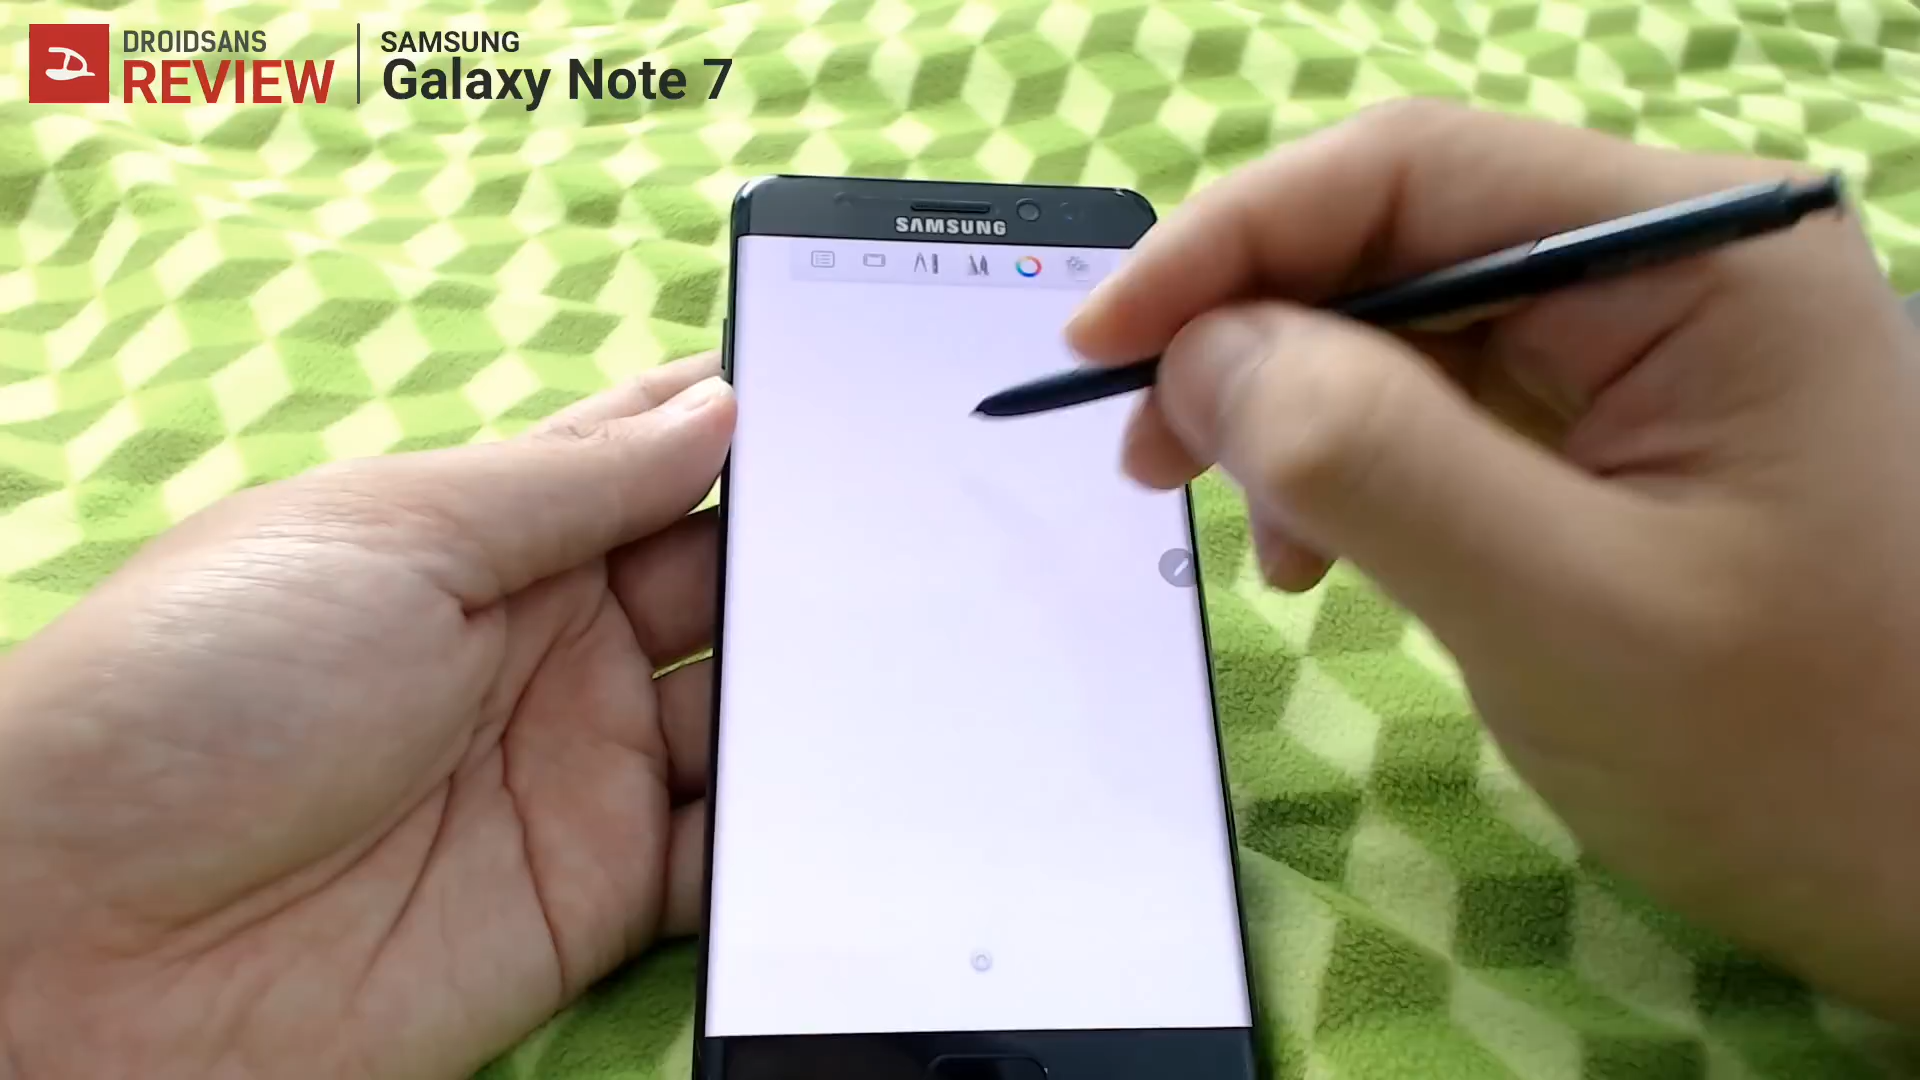 DROIDSANS
REVIEW
SAMSUNG
Galaxy Note 7
SAMSUNG